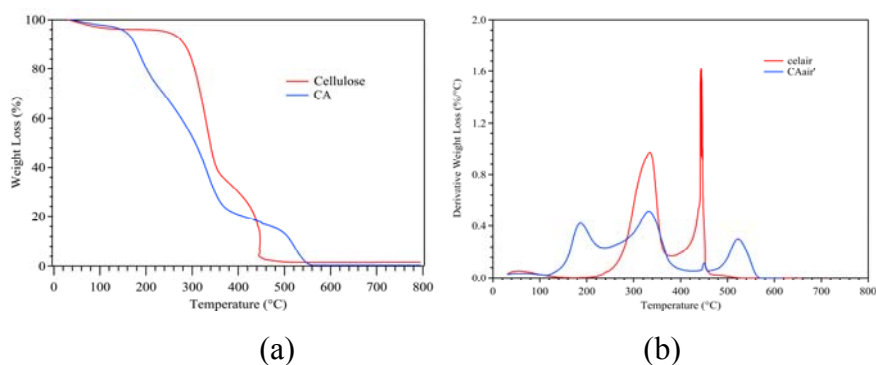 100
80
60
40
20
0
Weight Loss (%)
Cellulose
CA
0 100 200 300 400 500 600 700 800
Temperature (°C)
(a)
2.0
1.6
1.2
0.8
0.4
0.0
Derivative Weight Loss (%/°C)
celair
CAair'
0 100 200 300 400 500 600 700 800
Temperature (°C)
(b)